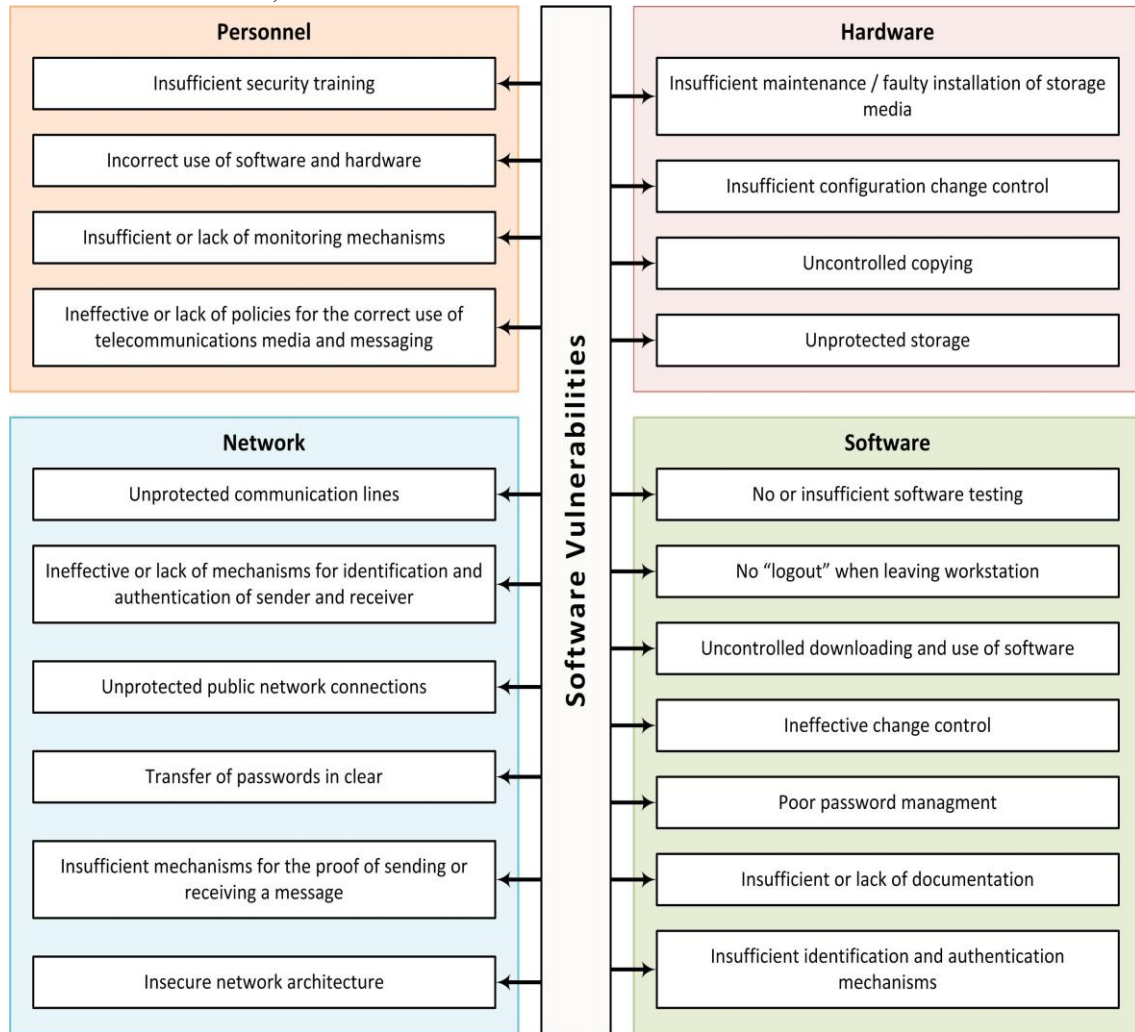 Personnel
Insufficient security training
Incorrect use of software and hardware
Insufficient or lack of monitoring mechanisms
Ineffective or lack of policies for the correct use of
telecommunications media and messaging
Network
Unprotected communication lines
Ineffective or lack of mechanisms for identification and
authentication of sender and receiver
Unprotected public network connections
Transfer of passwords in clear
Insufficient mechanisms for the proof of sending or
receiving a message
Insecure network architecture
Software Vulnerabilities
Hardware
Insufficient maintenance / faulty installation of storage
media
Insufficient configuration change control
Uncontrolled copying
Unprotected storage
Software
No or insufficient software testing
No “logout” when leaving workstation
Uncontrolled downloading and use of software
Ineffective change control
Poor password managment
Insufficient or lack of documentation
Insufficient identification and authentication
mechanisms